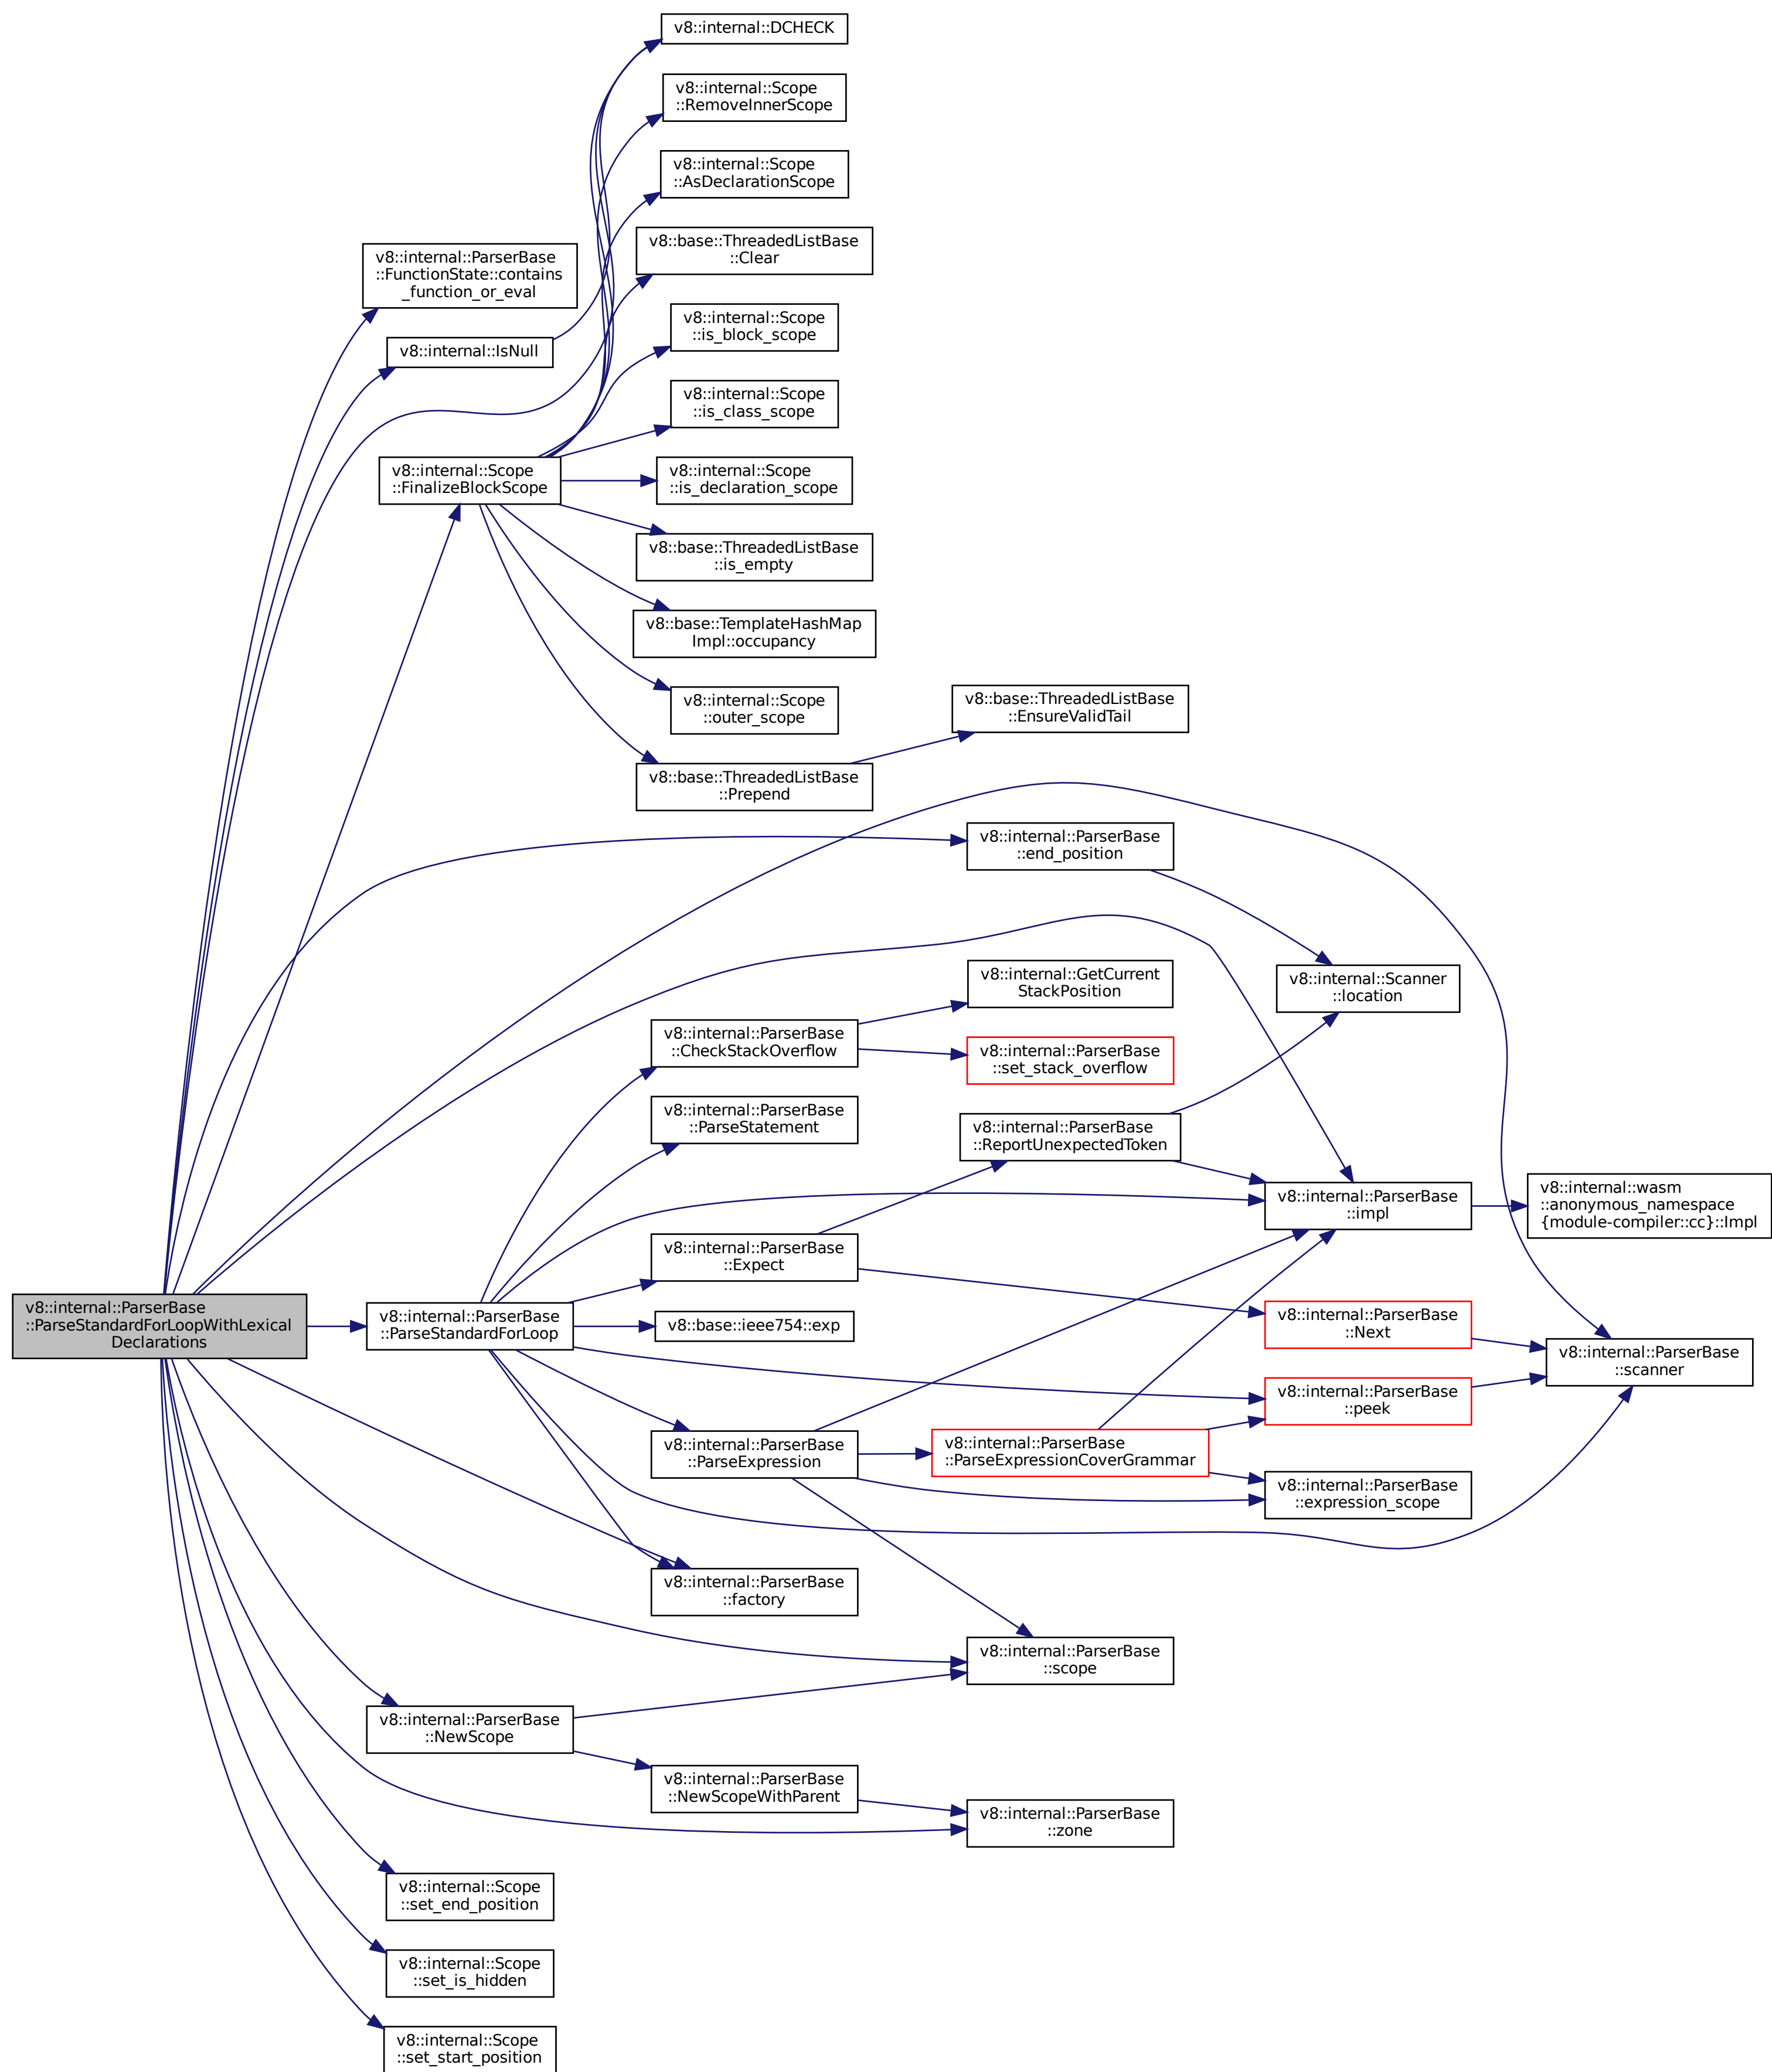 v8::internal::DCHECK
v8::internal::Scope
::RemoveInnerScope
v8::internal::Scope
::AsDeclarationScope
v8::base::ThreadedListBase
::Clear
v8::internal::ParserBase
::FunctionState::contains
_function_or_eval
v8::internal::IsNull
v8::internal::Scope
::is_block_scope
v8::internal::Scope
::is_class_scope
v8::internal::Scope
::FinalizeBlockScope
v8::internal::Scope
::is_declaration_scope
v8::base::ThreadedListBase
::is_empty
v8::base::TemplateHashMap
Impl::occupancy
v8::internal::Scope
::outer_scope
v8::base::ThreadedListBase
::EnsureValidTail
v8::base::ThreadedListBase
::Prepend
v8::internal::ParserBase
::end_position
v8::internal::GetCurrent
StackPosition
v8::internal::Scanner
::location
v8::internal::ParserBase
::CheckStackOverflow
v8::internal::ParserBase
::set_stack_overflow
v8::internal::ParserBase
::ParseStatement
v8::internal::ParserBase
::ReportUnexpectedToken
v8::internal::ParserBase
::impl
v8::internal::wasm
::anonymous_namespace
{module-compiler::cc}::Impl
v8::internal::ParserBase
::Expect
v8::internal::ParserBase
::ParseStandardForLoopWithLexical
Declarations
v8::internal::ParserBase
::ParseStandardForLoop
v8::base::ieee754::exp
v8::internal::ParserBase
::Next
v8::internal::ParserBase
::scanner
v8::internal::ParserBase
::peek
v8::internal::ParserBase
::ParseExpression
v8::internal::ParserBase
::ParseExpressionCoverGrammar
v8::internal::ParserBase
::expression_scope
v8::internal::ParserBase
::factory
v8::internal::ParserBase
::scope
v8::internal::ParserBase
::NewScope
v8::internal::ParserBase
::NewScopeWithParent
v8::internal::ParserBase
::zone
v8::internal::Scope
::set_end_position
v8::internal::Scope
::set_is_hidden
v8::internal::Scope
::set_start_position